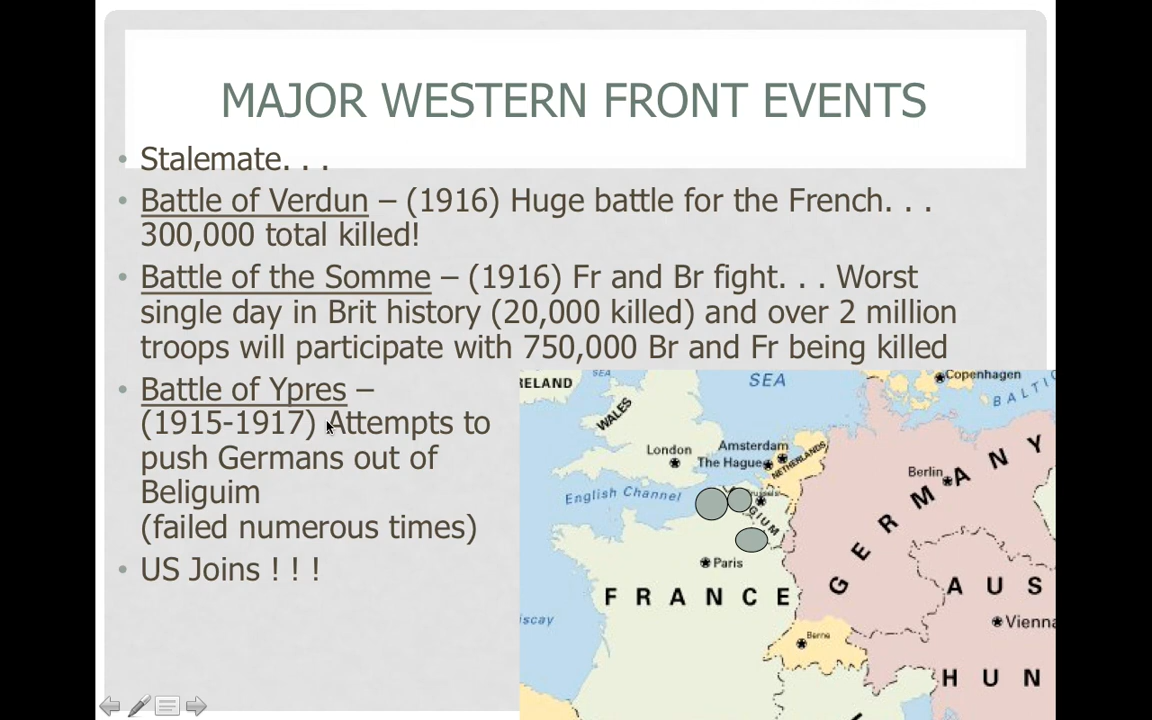 MAJOR WESTERN FRONT EVENTS
• Stalemate. . .
• Battle of Verdun – (1916) Huge battle for the French. . .
300,000 total killed!
• Battle of the Somme – (1916) Fr and Br fight. . . Worst
single day in Brit history (20,000 killed) and over 2 million
troops will participate with 750,000 Br and Fr being killed
• Battle of Ypres –
(1915-1917) Attempts to
push Germans out of
Beliguim
(failed numerous times)
• US Joins ! ! !
RELAND
SEA
SEA
Copenhagen
BALTIC
WALES
London
Amsterdam
The Hague
NETHERLANDS
Berlin
GERMANY
English Channel
GIUM
Paris
FRANCE
AUS
iscay
Berne
Vienna
HUN